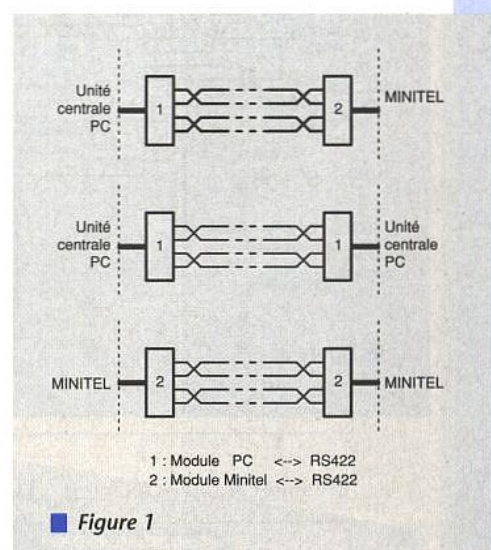 Unité
centrale
PC
1
2
MINITEL
Unité
centrale
PC
1
1
Unité
centrale
PC
MINITEL
2
2
MINITEL
1 : Module PC <--> RS422
2 : Module Minitel <--> RS422
Figure 1